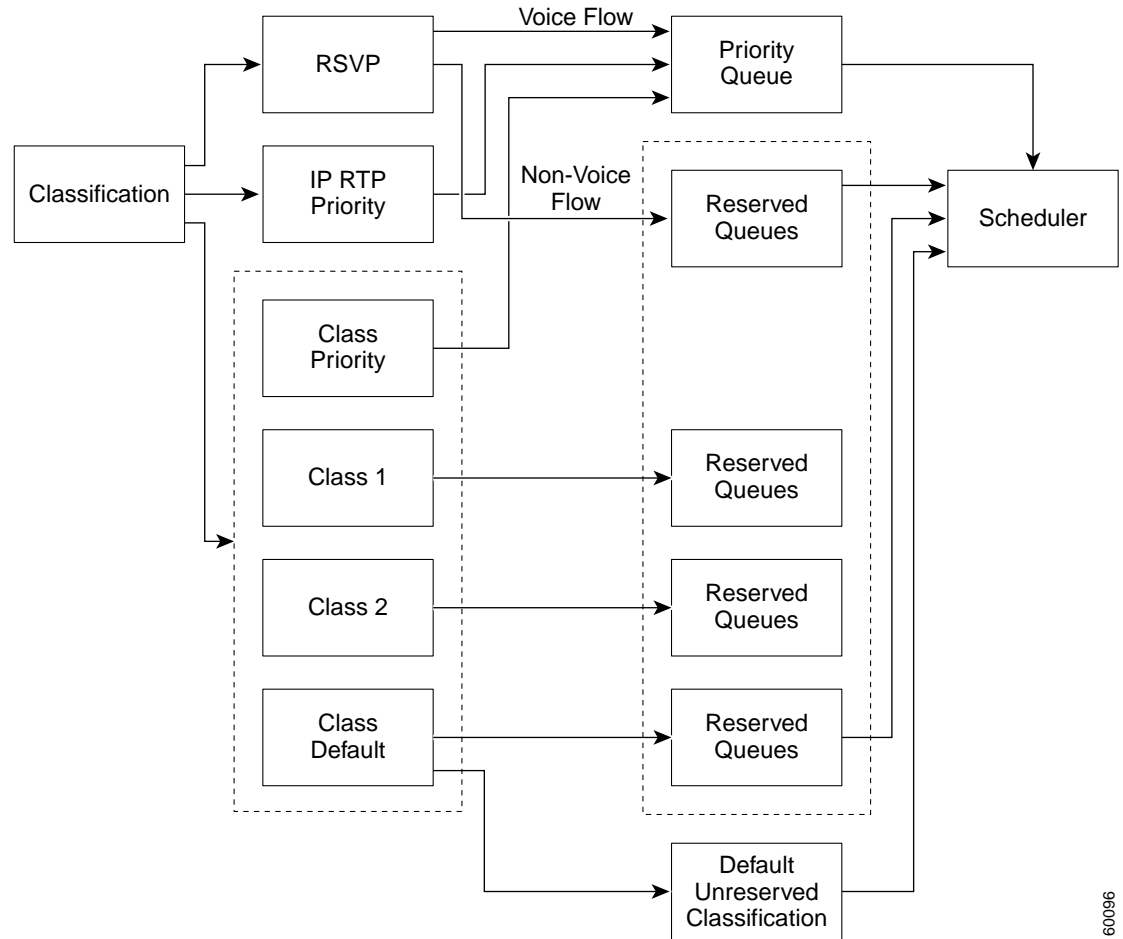 Voice Flow
RSVP
Priority
Queue
Classification
IP RTP
Priority
Non-Voice
Flow
Reserved
Queues
Scheduler
Class
Priority
Class 1
Reserved
Queues
Class 2
Reserved
Queues
Class
Default
Reserved
Queues
Default
Unreserved
Classification
60096